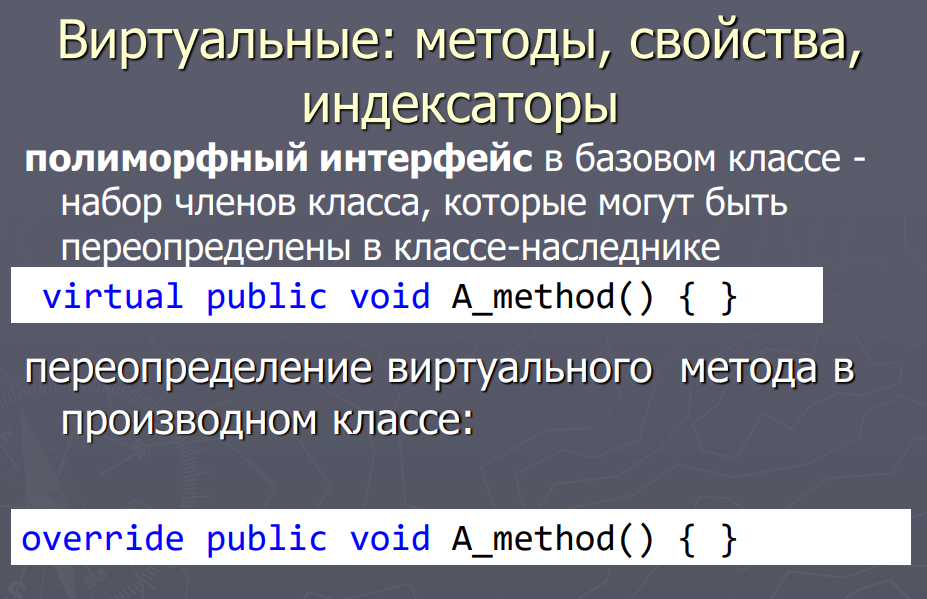 Виртуальные: методы, свойства,
индексаторы
полиморфный интерфейс в базовом классе -
набор членов класса, которые могут быть
переопределены в классе-наследнике
virtual public void A_method() { }
переопределение виртуального метода в
производном классе:
override public void A_method() { }